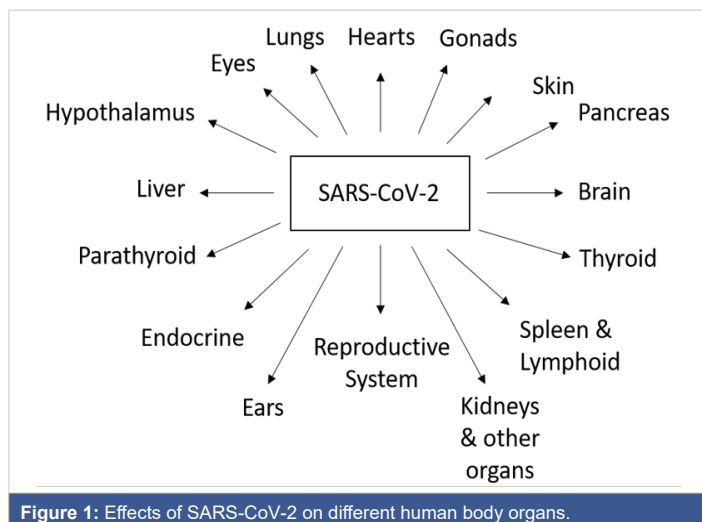 Lungs Hearts Gonads
Eyes
Skin
Hypothalamus
Pancreas
Liver
SARS-CoV-2
Brain
Parathyroid
Thyroid
Endocrine
Reproductive
System
Spleen &
Lymphoid
Ears
Kidneys
& other
organs
Figure 1: Effects of SARS-CoV-2 on different human body organs.